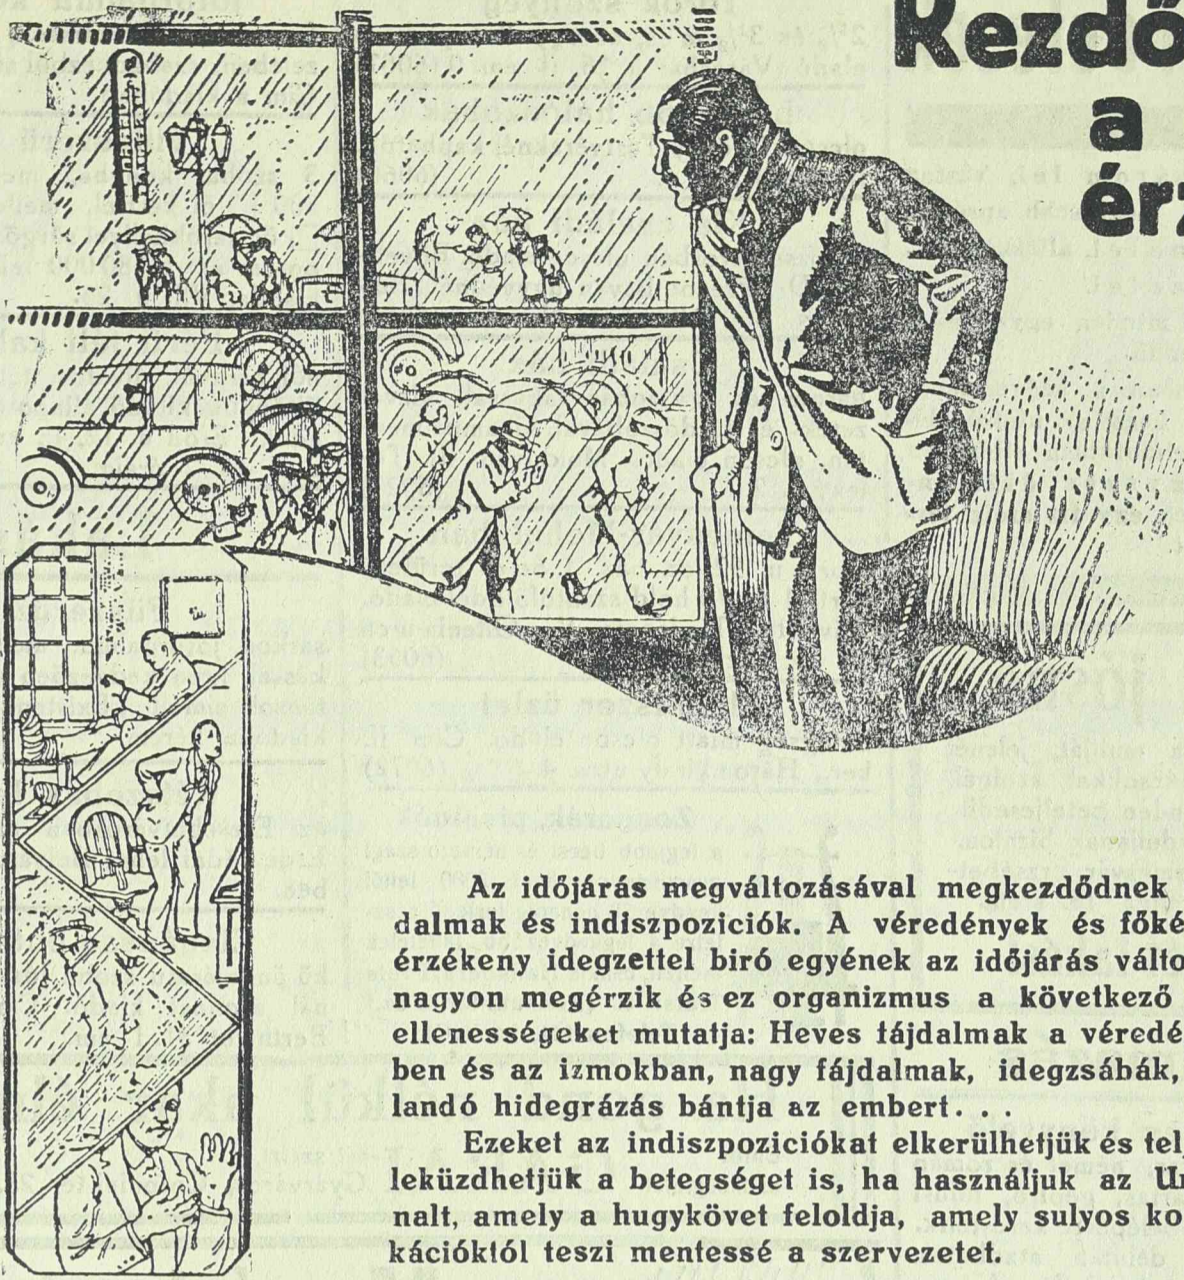 Kezdő
a
érz
Az időjárás megváltozásával megkezdődnek
dalmak és indiszpoziciók. A véredények és főké
érzékeny idegzettel biró egyének az időjárás válto
nagyon megérzik és ez organizmus a következő
ellenességeket mutatja: Heves fájdalmak a véredé
ben és az izmokban, nagy fájdalmak, idegzsábák,
landó hidegrázás bántja az embert. . .
Ezeket az indiszpoziciókat elkerülhetjük és telj
leküzdhetjük a betegséget is, ha használjuk az Ur
nalt, amely a hugykövet feloldja, amely sulyos ko
kációktól teszi mentessé a szervezetet.